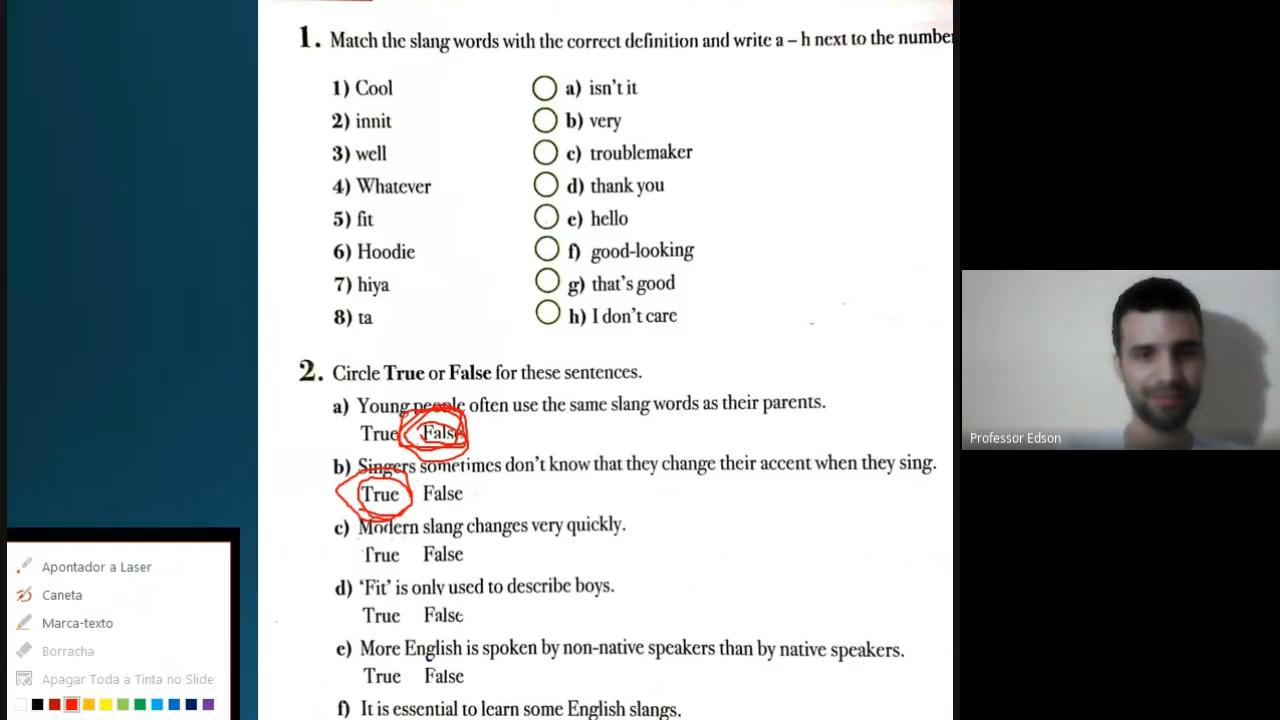 1. Match the slang words with the correct definition and write a – h next to the number
1) Cool
2) innit
3) well
4) Whatever
5) fit
6) Hoodie
7) hiya
8) ta
a) isn't it
b) very
c) troublemaker
d) thank you
e) hello
f) good-looking
g) that's good
h) I don't care
2. Circle True or False for these sentences.
a) Young people often use the same slang words as their parents.
True False
b) Singers sometimes don't know that they change their accent when they sing.
True False
c) Modern slang changes very quickly.
True False
d) 'Fit' is only used to describe boys.
True False
e) More English is spoken by non-native speakers than by native speakers.
True False
f) It is essential to learn some English slangs.
Apontador a Laser
Caneta
Marca-texto
Borracha
Apagar Toda a Tinta no Slide
Professor Edson